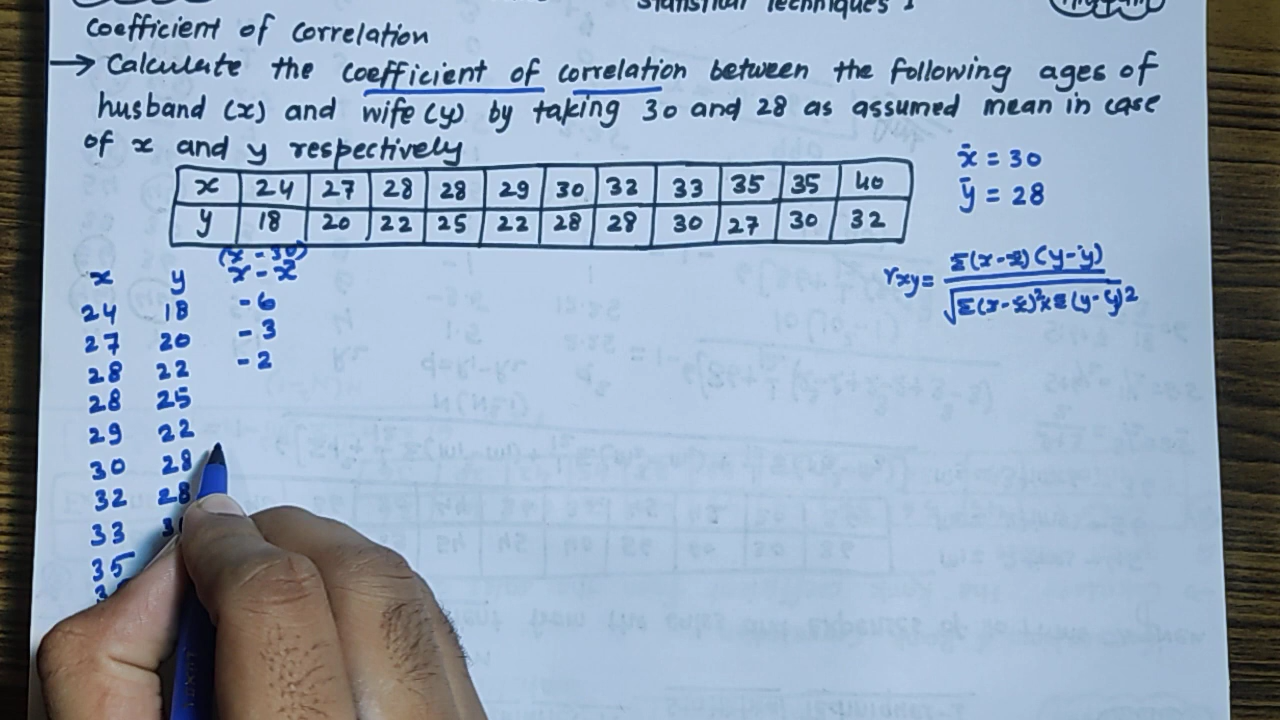 Statistical Techniques I
Coefficient of Correlation
→ Calculate the coefficient of correlation between the following ages of
husband (x) and wife (y) by taking 30 and 28 as assumed mean in case
of x and y respectively
x 24 27 28 28 29 30 32 33 35 35 40
y 18 20 22 25 22 28 28 30 27 30 32
x̄ = 30
ȳ = 28
rxy = Σ(x-x̄)(y-ȳ)
√Σ(x-x̄)²xΣ(y-ȳ)²
(x-30)
x y x-x̄
24 18 -6
27 20 -3
28 22 -2
28 25
29 22
30 28
32 28
33
35